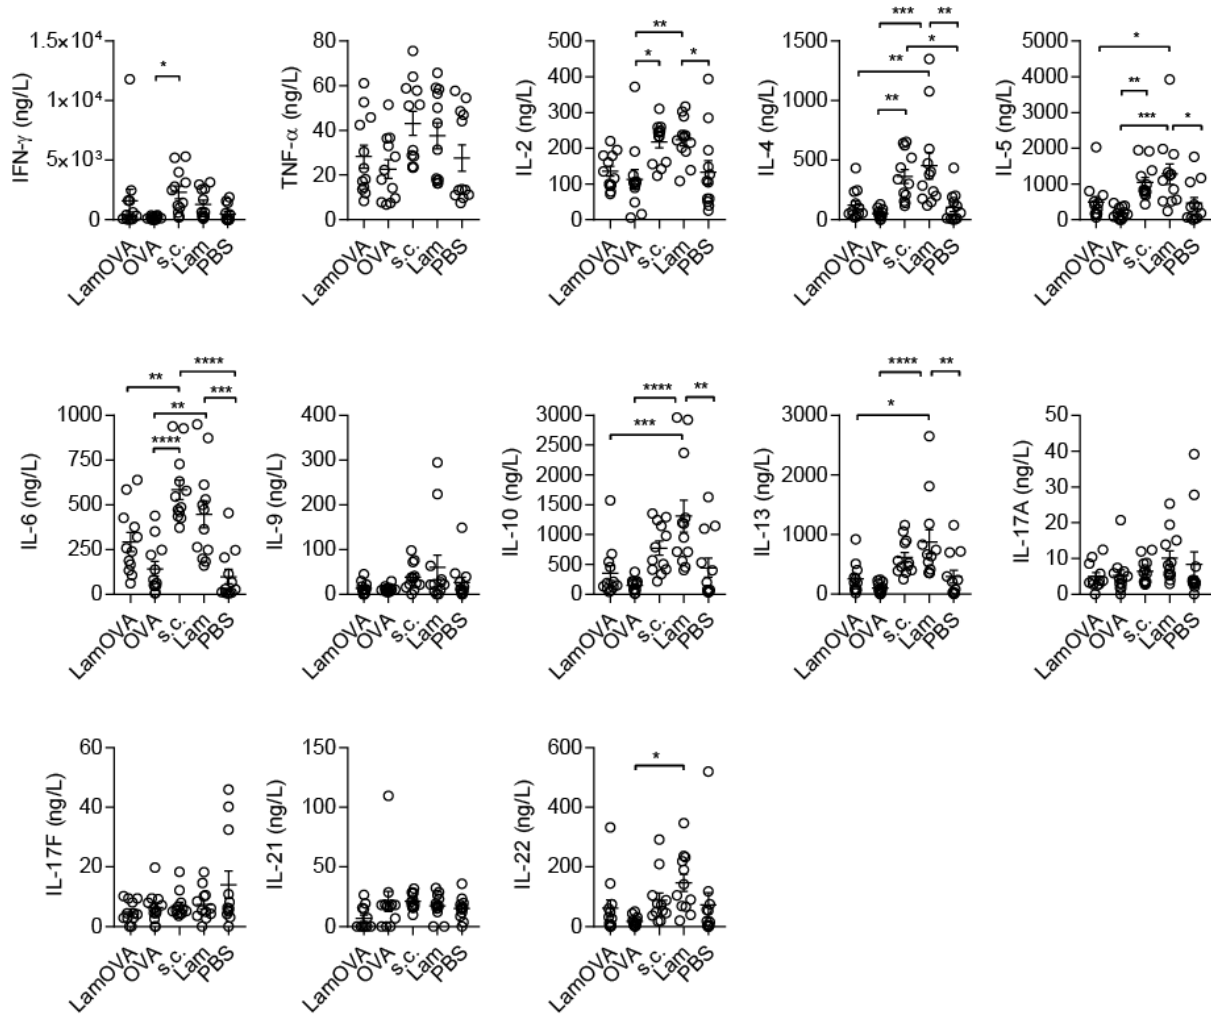 IFN-γ (ng/L)
1.5×10⁴
1×10⁴
5×10³
0
*
LamOVA
OVA
s.c.
Lam
PBS
TNF-α (ng/L)
80
60
40
20
0
LamOVA
OVA
s.c.
Lam
PBS
IL-2 (ng/L)
500
400
300
200
100
0
**
*
*
LamOVA
OVA
s.c.
Lam
PBS
IL-4 (ng/L)
1500
1000
500
0
***
**
*
**
**
LamOVA
OVA
s.c.
Lam
PBS
IL-5 (ng/L)
5000
4000
3000
2000
1000
0
*
**
***
*
LamOVA
OVA
s.c.
Lam
PBS
IL-6 (ng/L)
1000
750
500
250
0
****
**
***
**
****
LamOVA
OVA
s.c.
Lam
PBS
IL-9 (ng/L)
400
300
200
100
0
LamOVA
OVA
s.c.
Lam
PBS
IL-10 (ng/L)
3000
2500
2000
1500
1000
500
0
****
**
***
LamOVA
OVA
s.c.
Lam
PBS
IL-13 (ng/L)
3000
2000
1000
0
****
**
*
LamOVA
OVA
s.c.
Lam
PBS
IL-17A (ng/L)
50
40
30
20
10
0
LamOVA
OVA
s.c.
Lam
PBS
IL-17F (ng/L)
60
40
20
0
LamOVA
OVA
s.c.
Lam
PBS
IL-21 (ng/L)
150
100
50
0
LamOVA
OVA
s.c.
Lam
PBS
IL-22 (ng/L)
600
400
200
0
*
LamOVA
OVA
s.c.
Lam
PBS